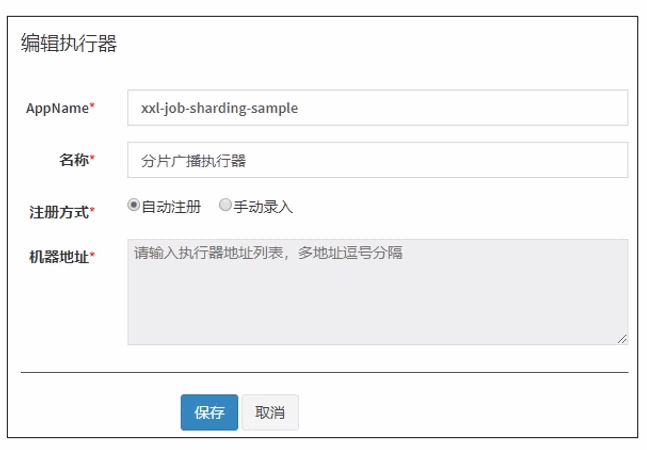 编辑执行器
AppName* xxl-job-sharding-sample
名称* 分片广播执行器
注册方式* 自动注册 手动录入
机器地址* 请输入执行器地址列表，多地址逗号分隔
保存 取消